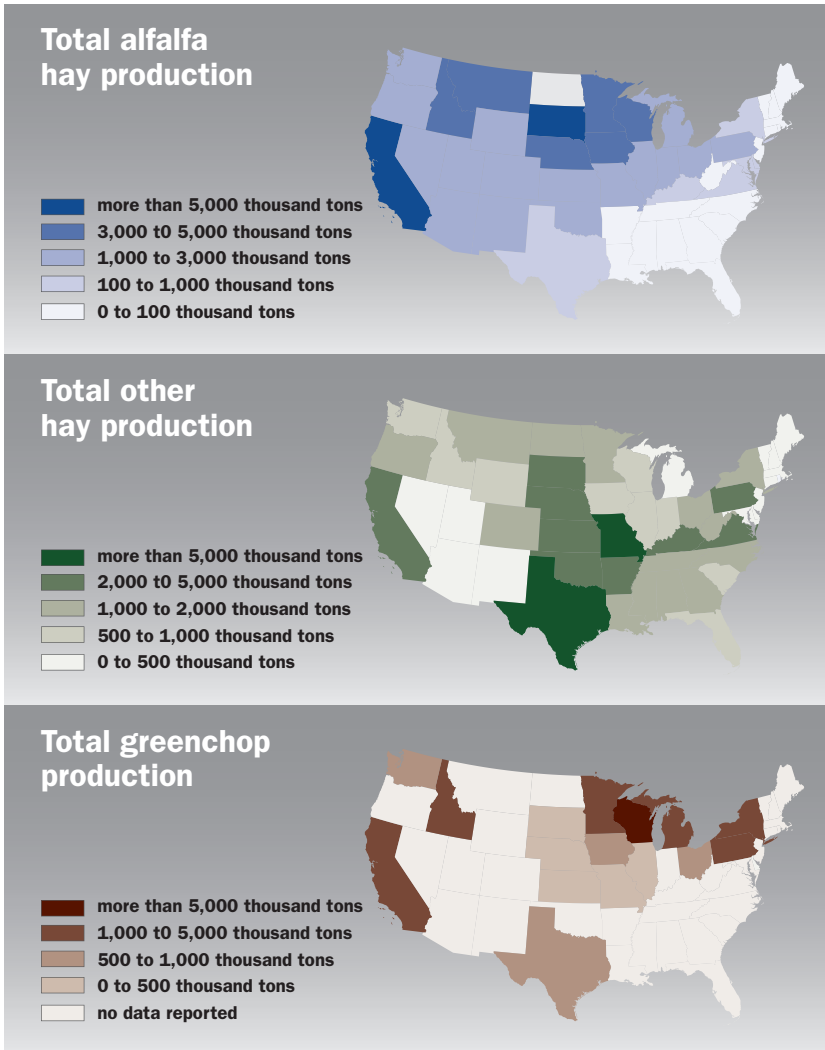 Total alfalfa
hay production
more than 5,000 thousand tons
3,000 to 5,000 thousand tons
1,000 to 3,000 thousand tons
100 to 1,000 thousand tons
0 to 100 thousand tons
Total other
hay production
more than 5,000 thousand tons
2,000 to 5,000 thousand tons
1,000 to 2,000 thousand tons
500 to 1,000 thousand tons
0 to 500 thousand tons
Total greenchop
production
more than 5,000 thousand tons
1,000 to 5,000 thousand tons
500 to 1,000 thousand tons
0 to 500 thousand tons
no data reported